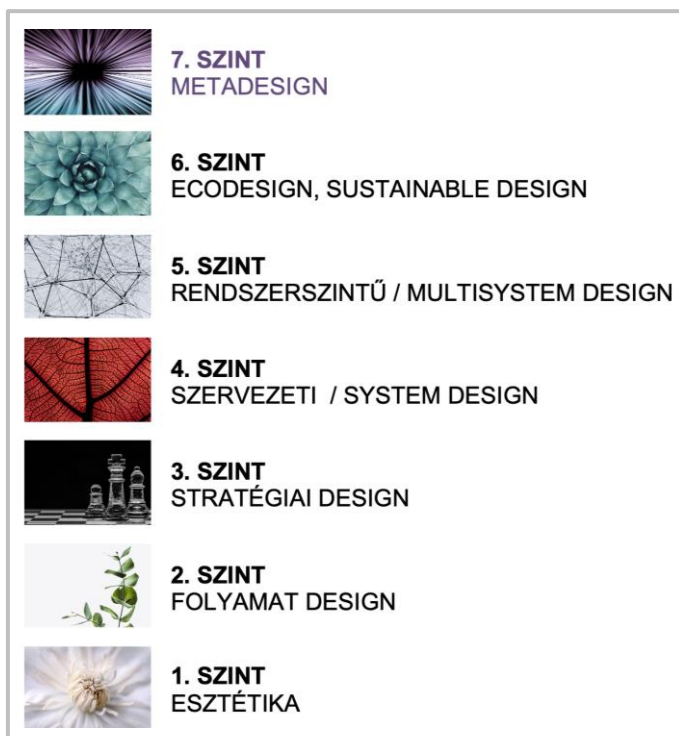 7. SZINT
METADESIGN
6. SZINT
ECODESIGN, SUSTAINABLE DESIGN
5. SZINT
RENDSZERSZINTŰ / MULTISYSTEM DESIGN
4. SZINT
SZERVEZETI / SYSTEM DESIGN
3. SZINT
STRATÉGIAI DESIGN
2. SZINT
FOLYAMAT DESIGN
1. SZINT
ESZTÉTIKA